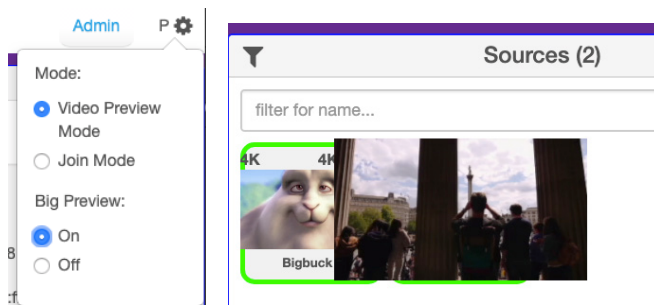 Admin
P
Mode:
Video Preview
Mode
Join Mode
Big Preview:
On
Off
8
:f
Sources (2)
filter for name...
4K
4K
Bigbuck